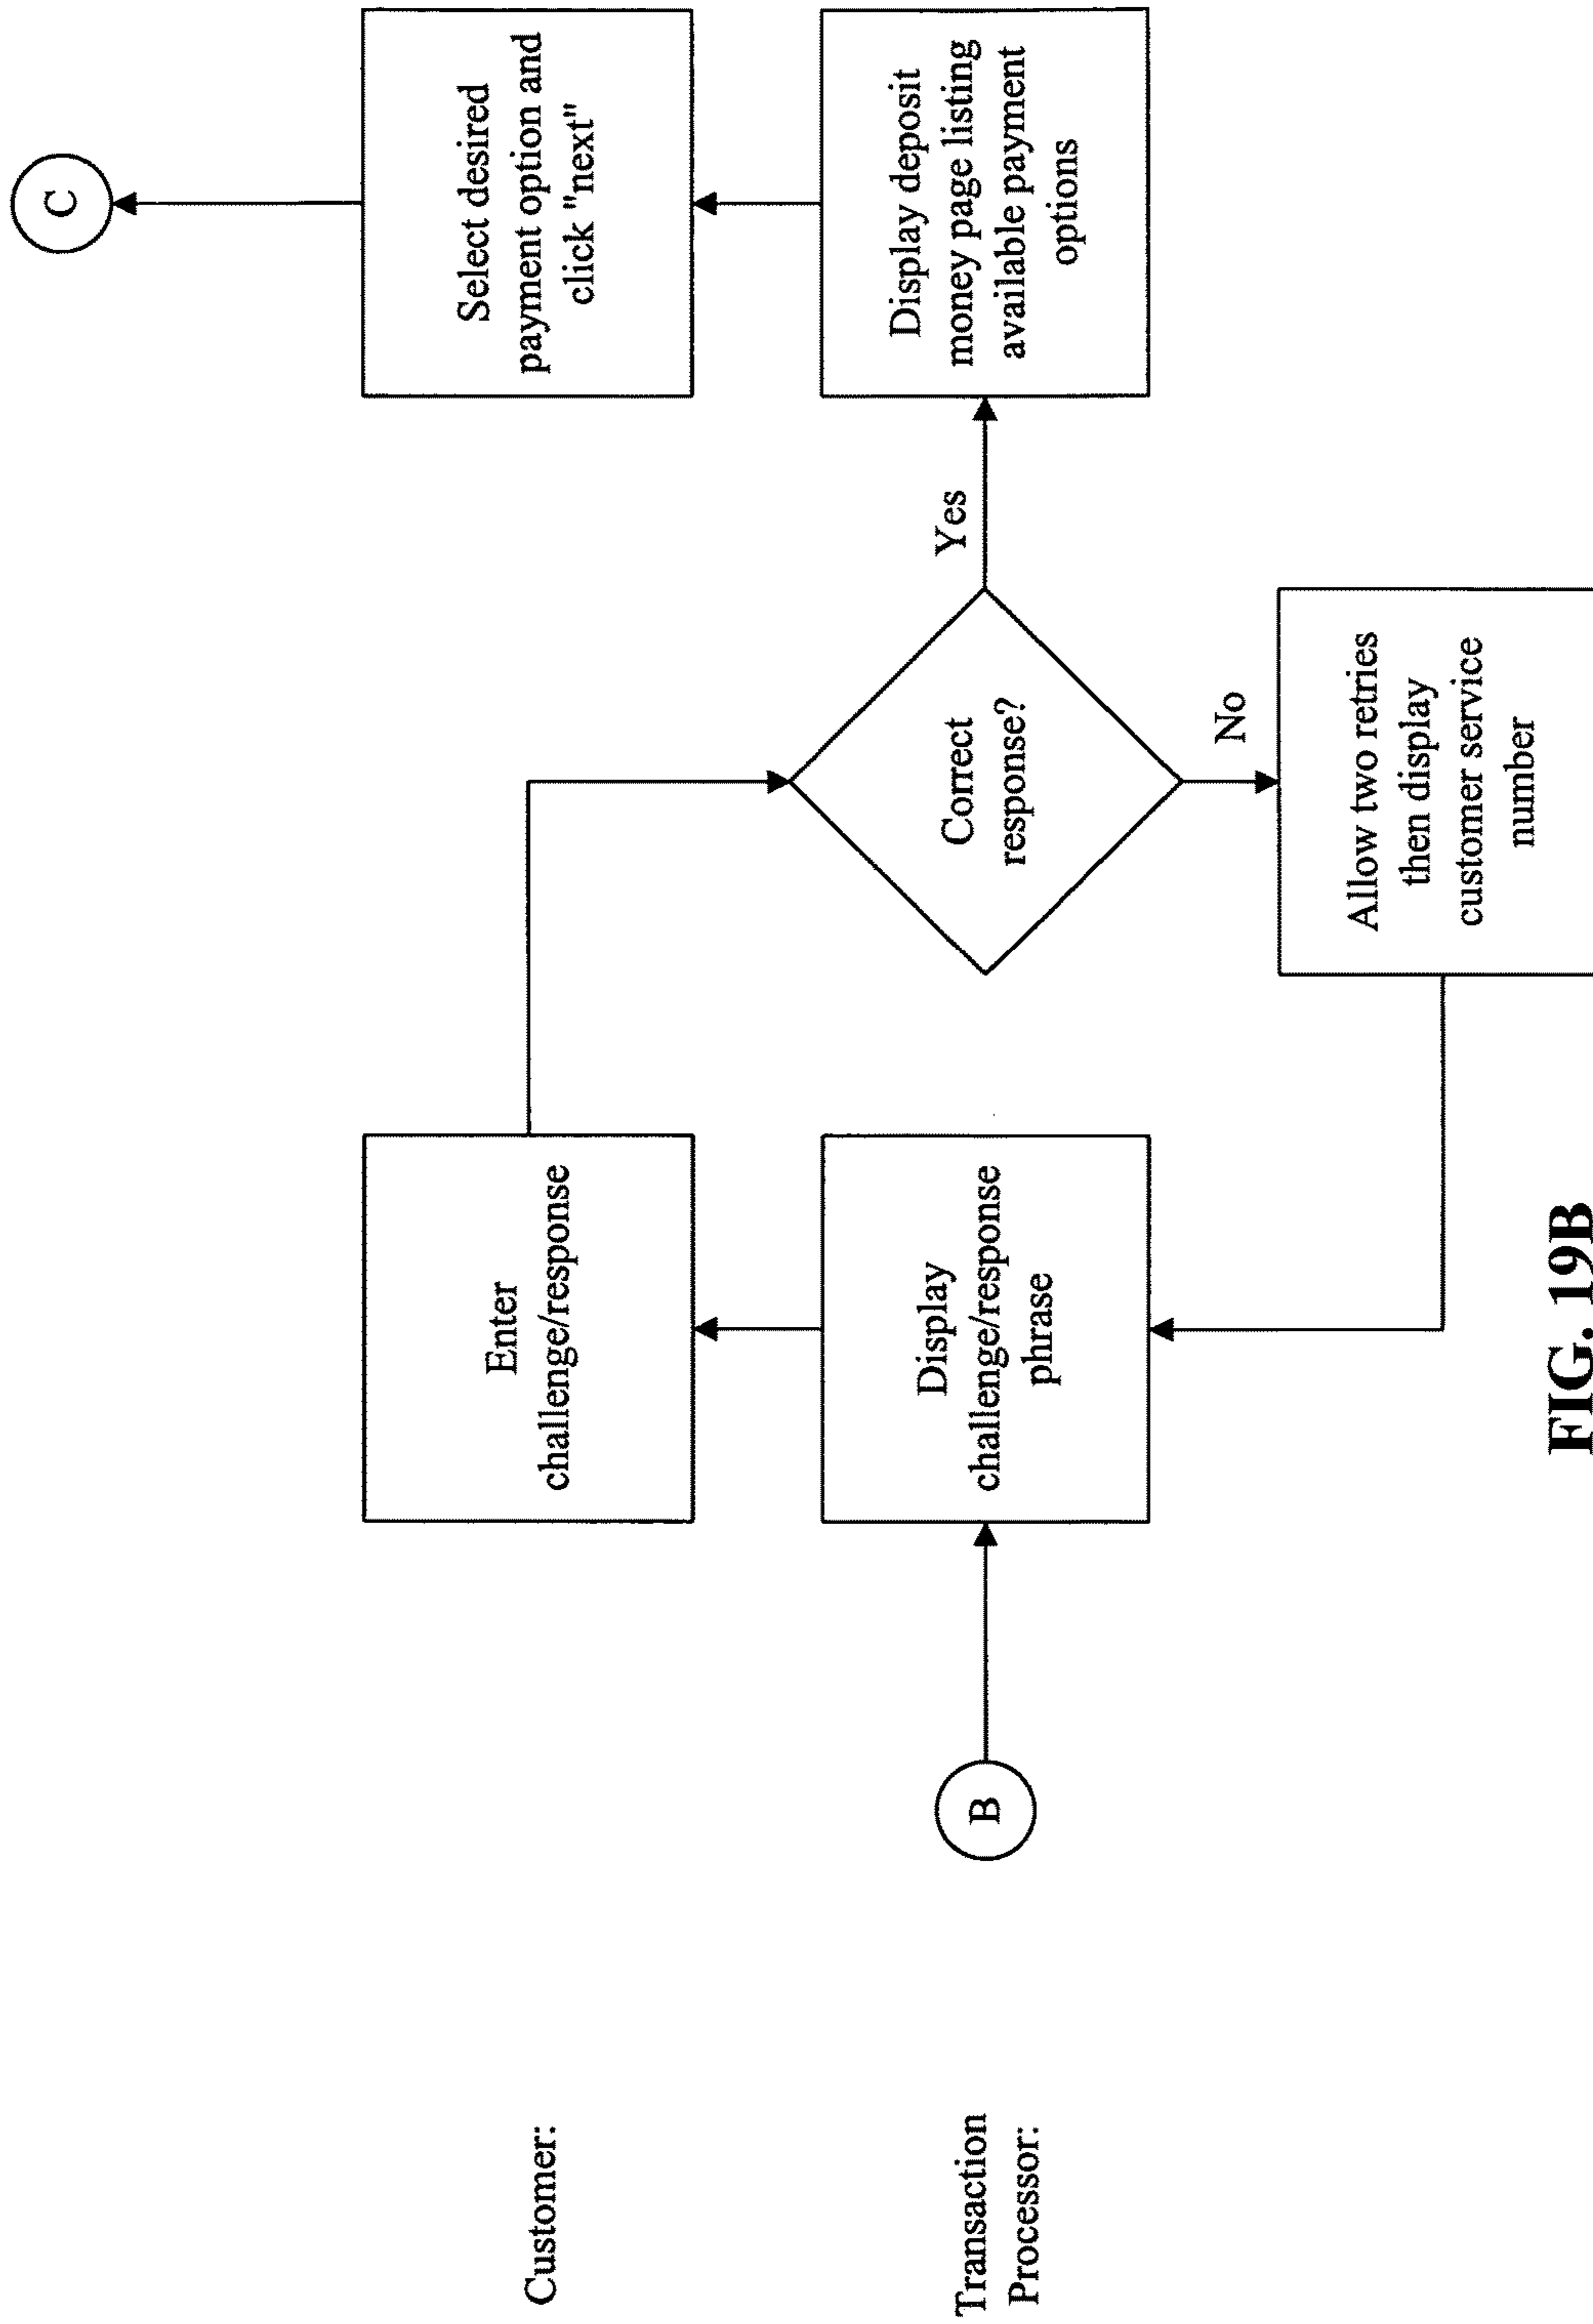 C
Customer:
Enter
challenge/response
Select desired
payment option and
click "next"
Transaction
Processor:
B
Display
challenge/response
phrase
Correct
response?
Yes
Display deposit
money page listing
available payment
options
No
Allow two retries
then display
customer service
number
FIG. 19B